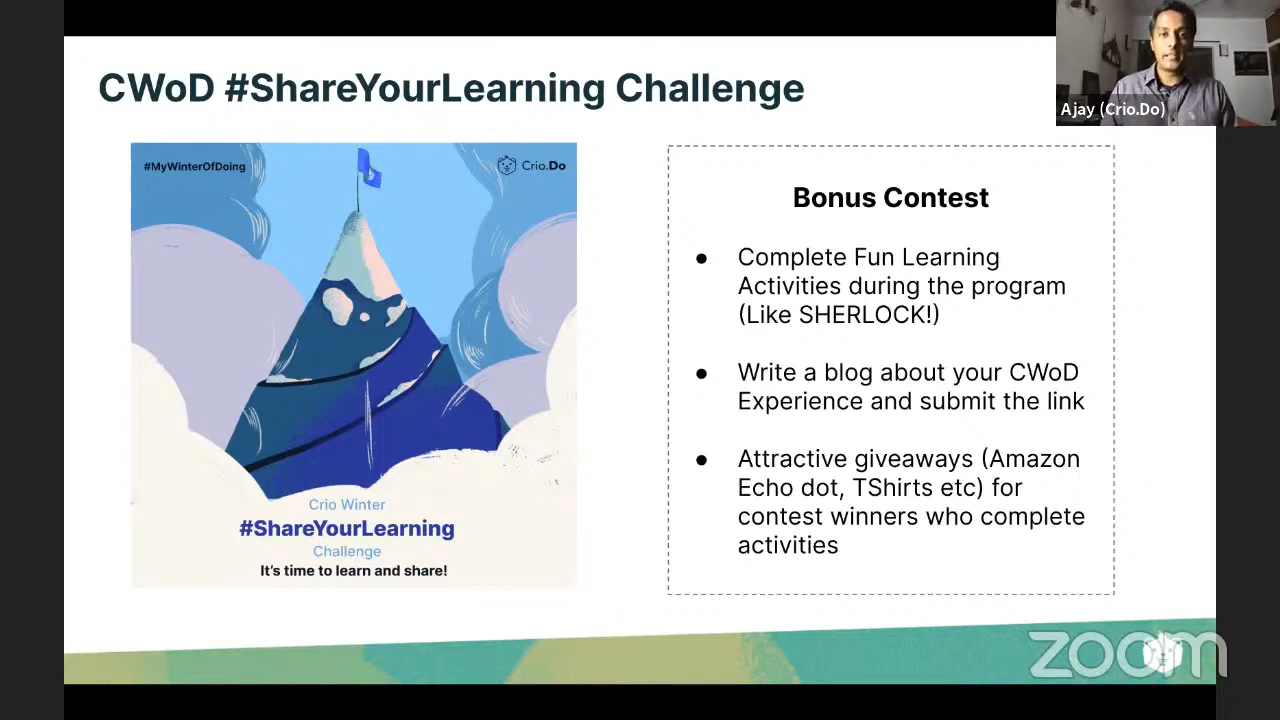 CWoD #ShareYourLearning Challenge
Ajay (Crio.Do)
#MyWinterOfDoing
Crio.Do
Crio Winter
#ShareYourLearning
Challenge
It's time to learn and share!
Bonus Contest
● Complete Fun Learning
Activities during the program
(Like SHERLOCK!)
● Write a blog about your CWoD
Experience and submit the link
● Attractive giveaways (Amazon
Echo dot, TShirts etc) for
contest winners who complete
activities
zoom